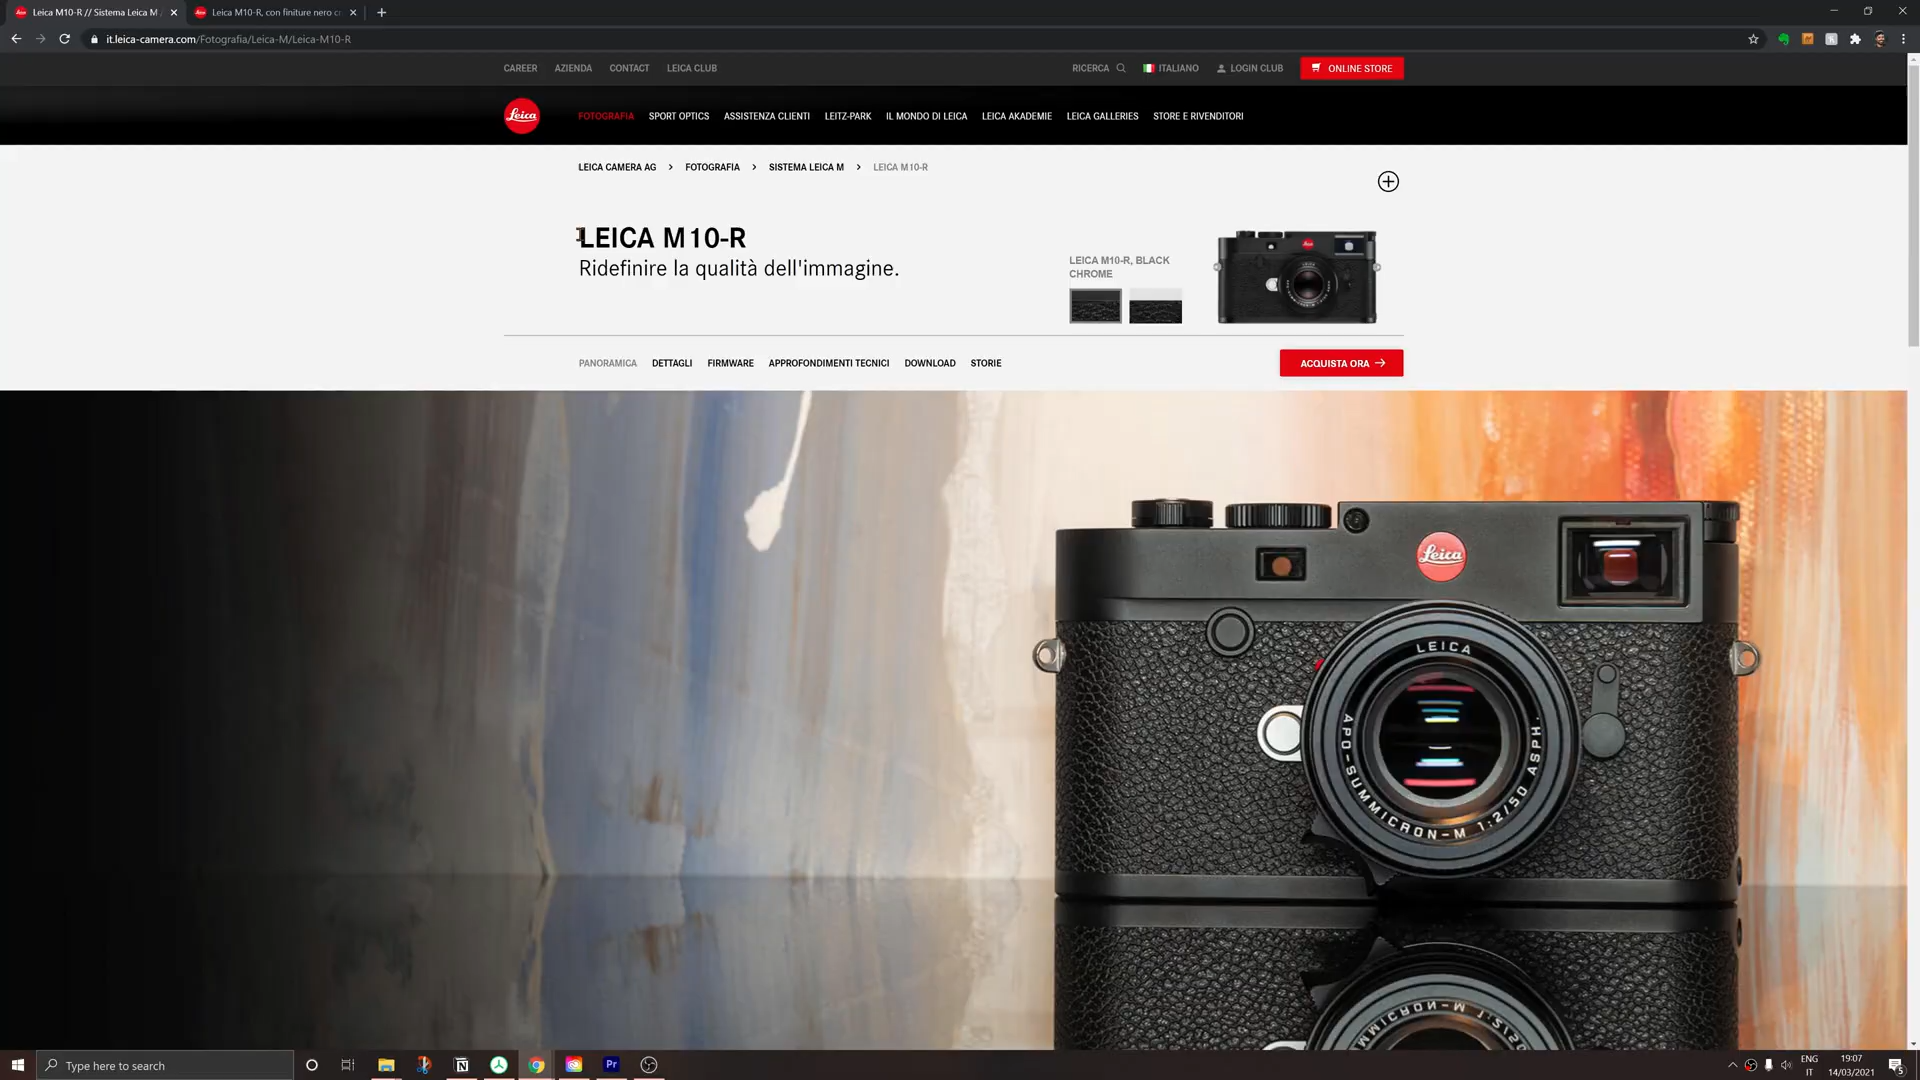 Leica M10-R // Sistema Leica M
Leica M10-R, con finiture nero c
it.leica-camera.com/Fotografia/Leica-M/Leica-M10-R
CAREER AZIENDA CONTACT LEICA CLUB RICERCA ITALIANO LOGIN CLUB ONLINE STORE
Leica FOTOGRAFIA SPORT OPTICS ASSISTENZA CLIENTI LEITZ-PARK IL MONDO DI LEICA LEICA AKADEMIE LEICA GALLERIES STORE E RIVENDITORI
LEICA CAMERA AG > FOTOGRAFIA > SISTEMA LEICA M > LEICA M10-R
LEICA M10-R
Ridefinire la qualità dell'immagine.
LEICA M10-R, BLACK
CHROME
PANORAMICA DETTAGLI FIRMWARE APPROFONDIMENTI TECNICI DOWNLOAD STORIE ACQUISTA ORA
Leica
LEICA
APO-SUMMICRON-M 1:2/50 ASPH.
Type here to search
N
Pr
ENG
IT
19:07
14/03/2021
5